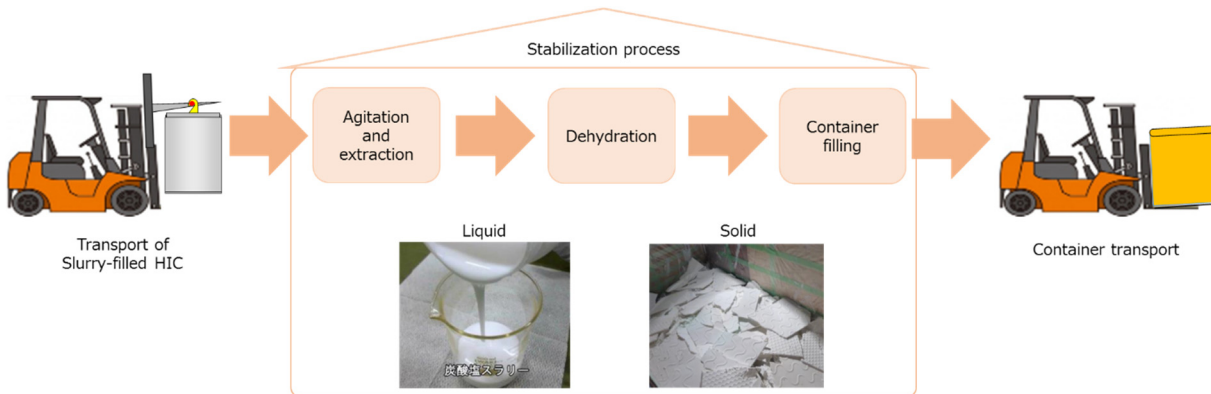 Stabilization process
Agitation
and
extraction
Dehydration
Container
filling
Transport of
Slurry-filled HIC
Liquid
Solid
Container transport
炭酸塩スラリー